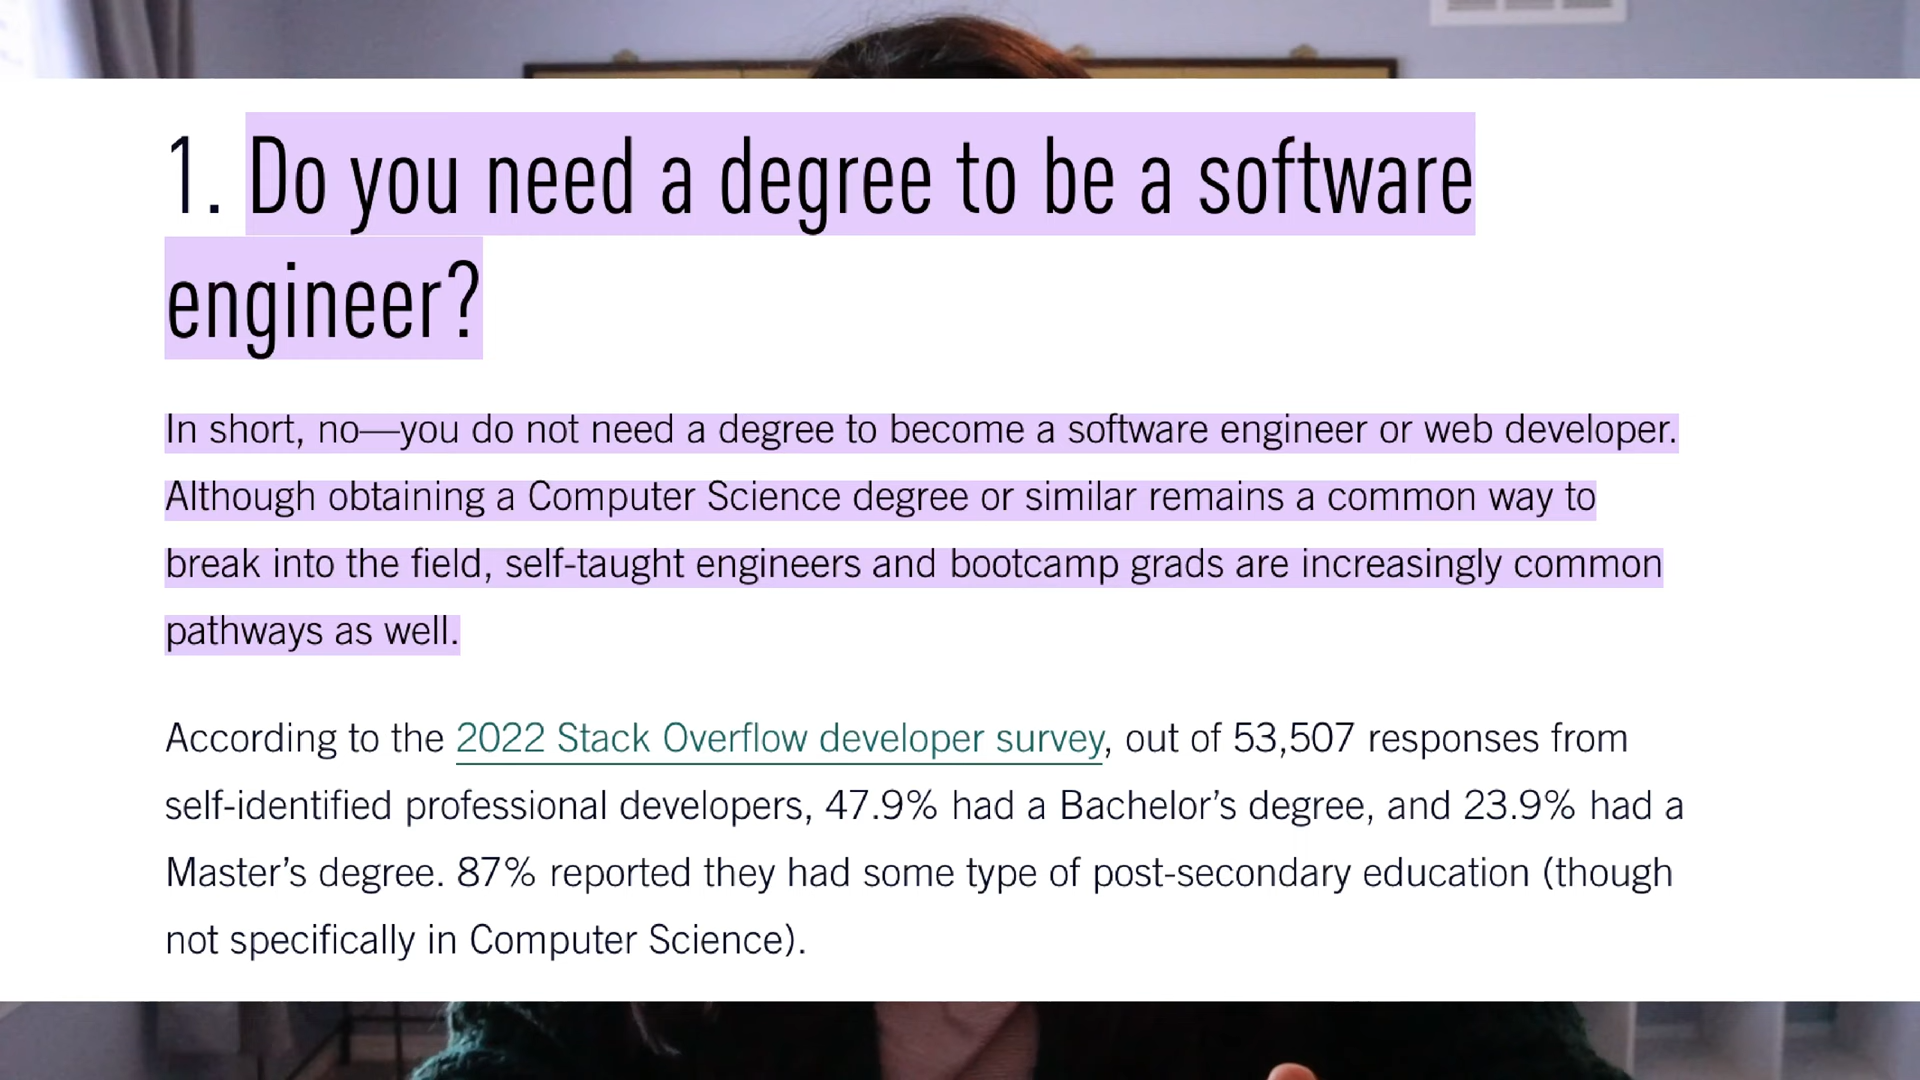 1. Do you need a degree to be a software
engineer?
In short, no—you do not need a degree to become a software engineer or web developer.
Although obtaining a Computer Science degree or similar remains a common way to
break into the field, self-taught engineers and bootcamp grads are increasingly common
pathways as well.
According to the 2022 Stack Overflow developer survey, out of 53,507 responses from
self-identified professional developers, 47.9% had a Bachelor’s degree, and 23.9% had a
Master’s degree. 87% reported they had some type of post-secondary education (though
not specifically in Computer Science).